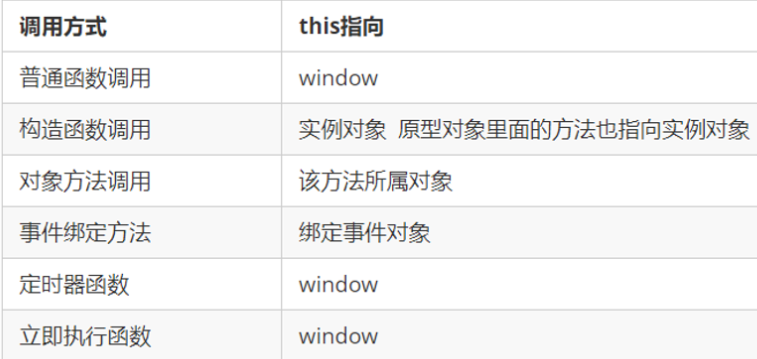 调用方式 this指向
普通函数调用 window
构造函数调用 实例对象 原型对象里面的方法也指向实例对象
对象方法调用 该方法所属对象
事件绑定方法 绑定事件对象
定时器函数 window
立即执行函数 window